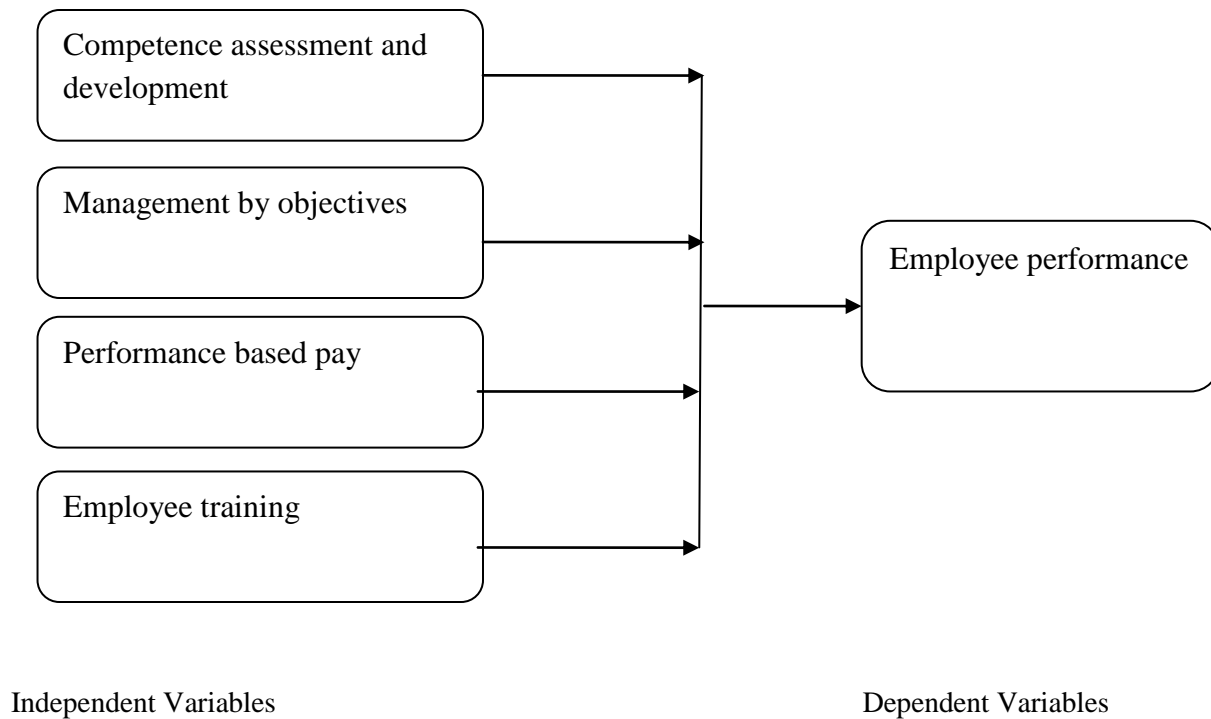 Competence assessment and
development
Management by objectives
Employee performance
Performance based pay
Employee training
Independent Variables
Dependent Variables